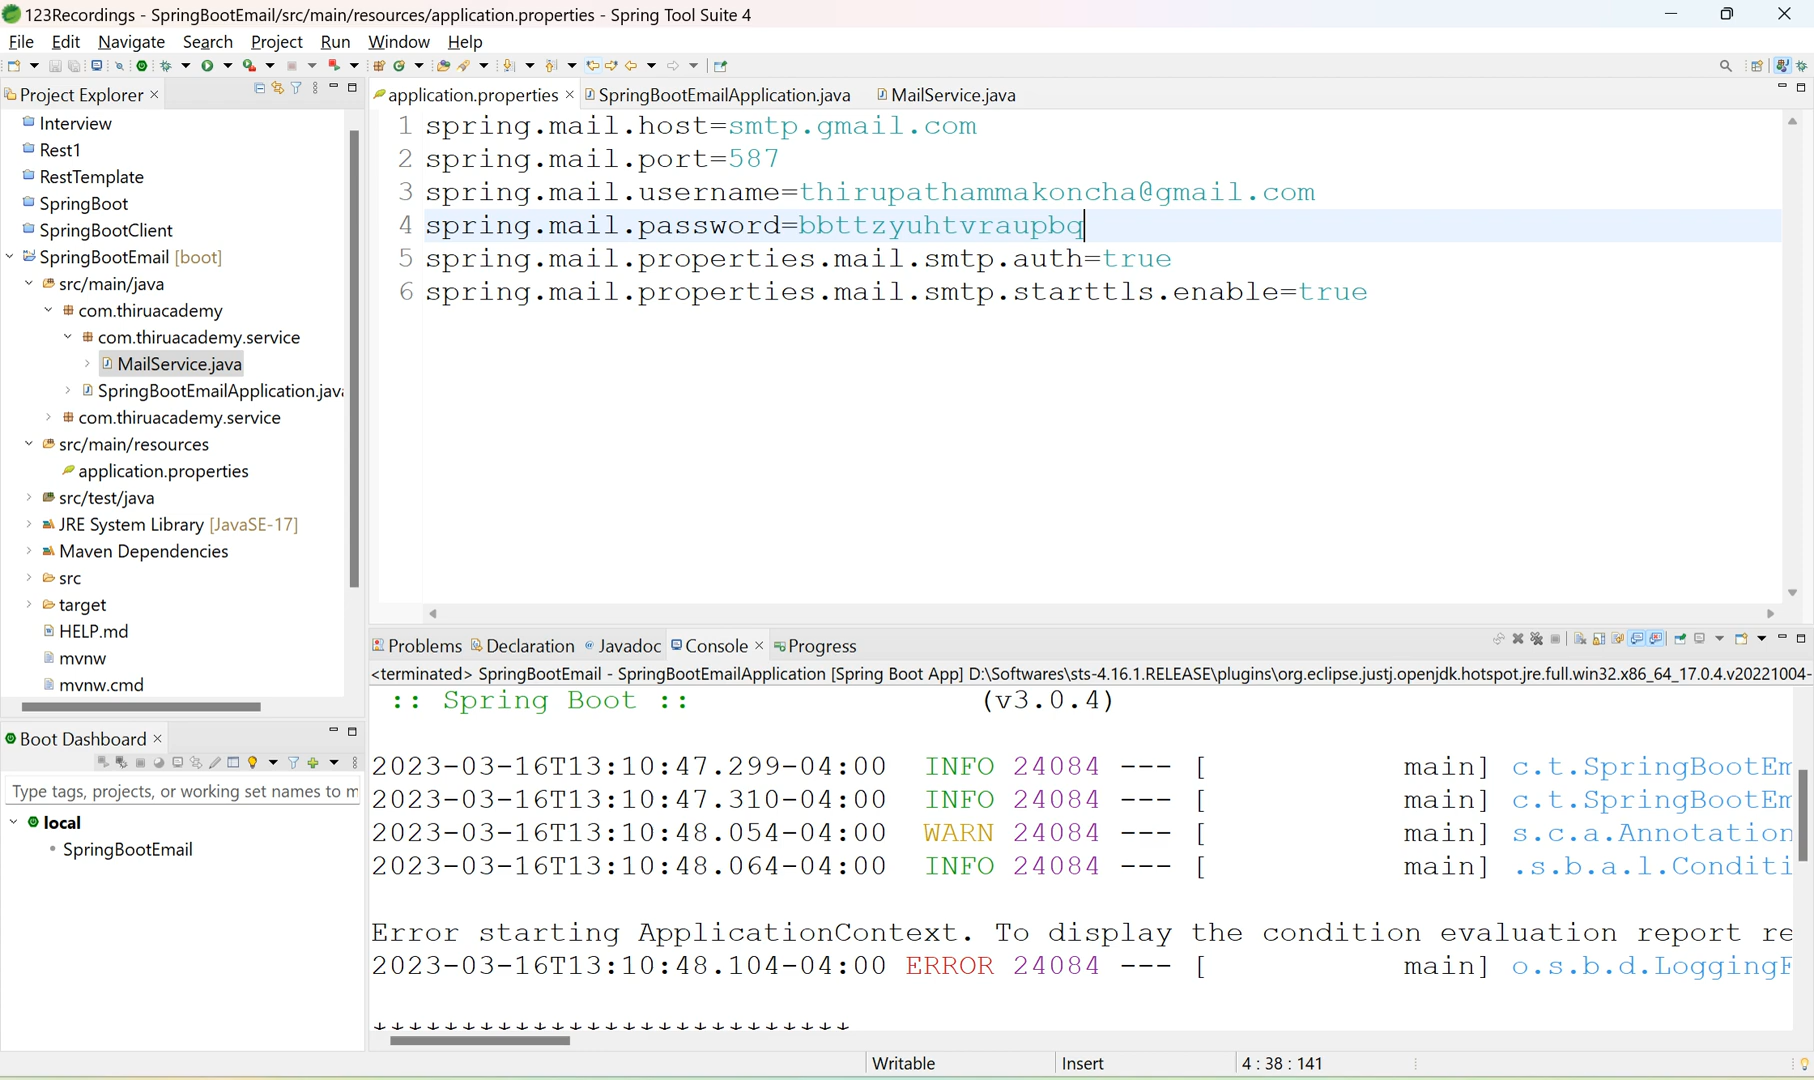 123Recordings - SpringBootEmail/src/main/resources/application.properties - Spring Tool Suite 4
File Edit Navigate Search Project Run Window Help
Project Explorer
Interview
Rest1
RestTemplate
SpringBoot
SpringBootClient
SpringBootEmail [boot]
src/main/java
com.thiruacademy
com.thiruacademy.service
MailService.java
SpringBootEmailApplication.java
com.thiruacademy.service
src/main/resources
application.properties
src/test/java
JRE System Library [JavaSE-17]
Maven Dependencies
src
target
HELP.md
mvnw
mvnw.cmd
Boot Dashboard
Type tags, projects, or working set names to m
local
SpringBootEmail
application.properties SpringBootEmailApplication.java MailService.java
1 spring.mail.host=smtp.gmail.com
2 spring.mail.port=587
3 spring.mail.username=thirupathammakoncha@gmail.com
4 spring.mail.password=bbttzyuhtvraupbq
5 spring.mail.properties.mail.smtp.auth=true
6 spring.mail.properties.mail.smtp.starttls.enable=true
Problems Declaration Javadoc Console Progress
<terminated> SpringBootEmail - SpringBootEmailApplication [Spring Boot App] D:\Softwares\sts-4.16.1.RELEASE\plugins\org.eclipse.justj.openjdk.hotspot.jre.full.win32.x86_64_17.0.4.v20221004-
:: Spring Boot :: (v3.0.4)
2023-03-16T13:10:47.299-04:00 INFO 24084 --- [ main] c.t.SpringBootEm
2023-03-16T13:10:47.310-04:00 INFO 24084 --- [ main] c.t.SpringBootEm
2023-03-16T13:10:48.054-04:00 WARN 24084 --- [ main] s.c.a.Annotation
2023-03-16T13:10:48.064-04:00 INFO 24084 --- [ main] .s.b.a.l.Conditi
Error starting ApplicationContext. To display the condition evaluation report re
2023-03-16T13:10:48.104-04:00 ERROR 24084 --- [ main] o.s.b.d.LoggingF
***************************
Writable Insert 4 : 38 : 141